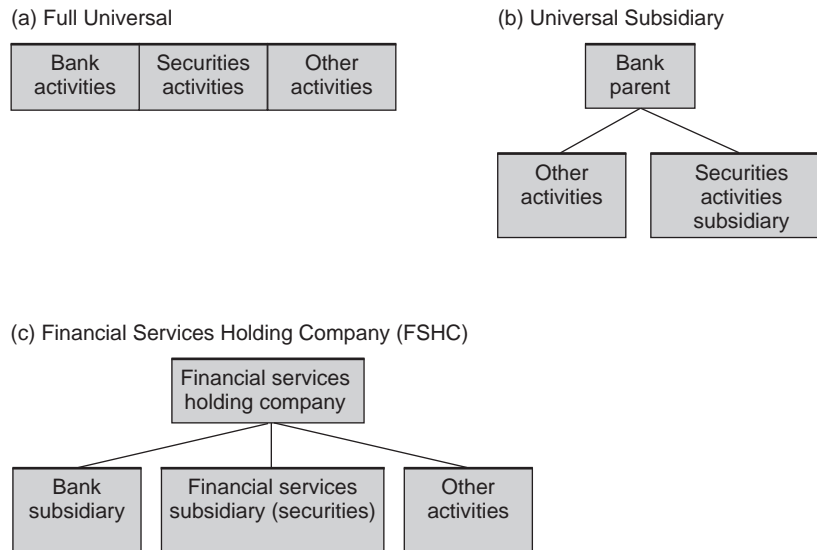 (a) Full Universal
Bank
activities
Securities
activities
Other
activities
(b) Universal Subsidiary
Bank
parent
Other
activities
Securities
activities
subsidiary
(c) Financial Services Holding Company (FSHC)
Financial services
holding company
Bank
subsidiary
Financial services
subsidiary (securities)
Other
activities